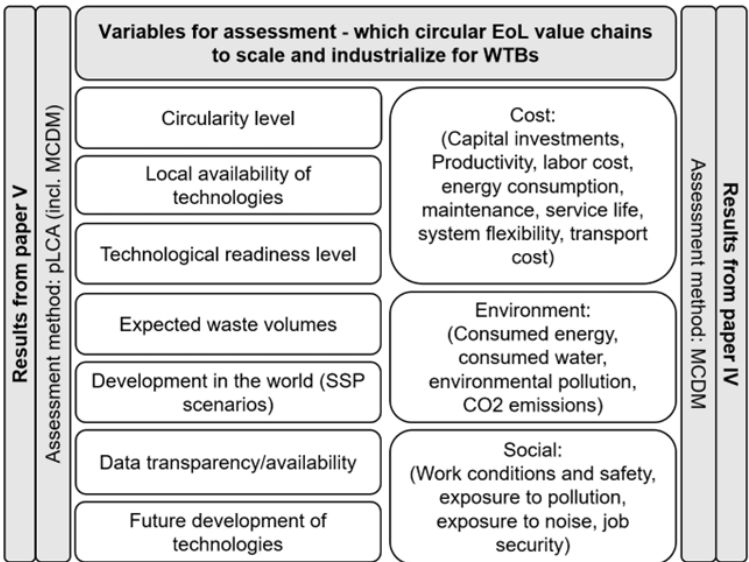 Variables for assessment - which circular EoL value chains
to scale and industrialize for WTBs
Results from paper V
Assessment method: pLCA (incl. MCDM)
Circularity level
Local availability of
technologies
Technological readiness level
Expected waste volumes
Development in the world (SSP
scenarios)
Data transparency/availability
Future development of
technologies
Cost:
(Capital investments,
Productivity, labor cost,
energy consumption,
maintenance, service life,
system flexibility, transport
cost)
Environment:
(Consumed energy,
consumed water,
environmental pollution,
CO2 emissions)
Social:
(Work conditions and safety,
exposure to pollution,
exposure to noise, job
security)
Assessment method: MCDM
Results from paper IV